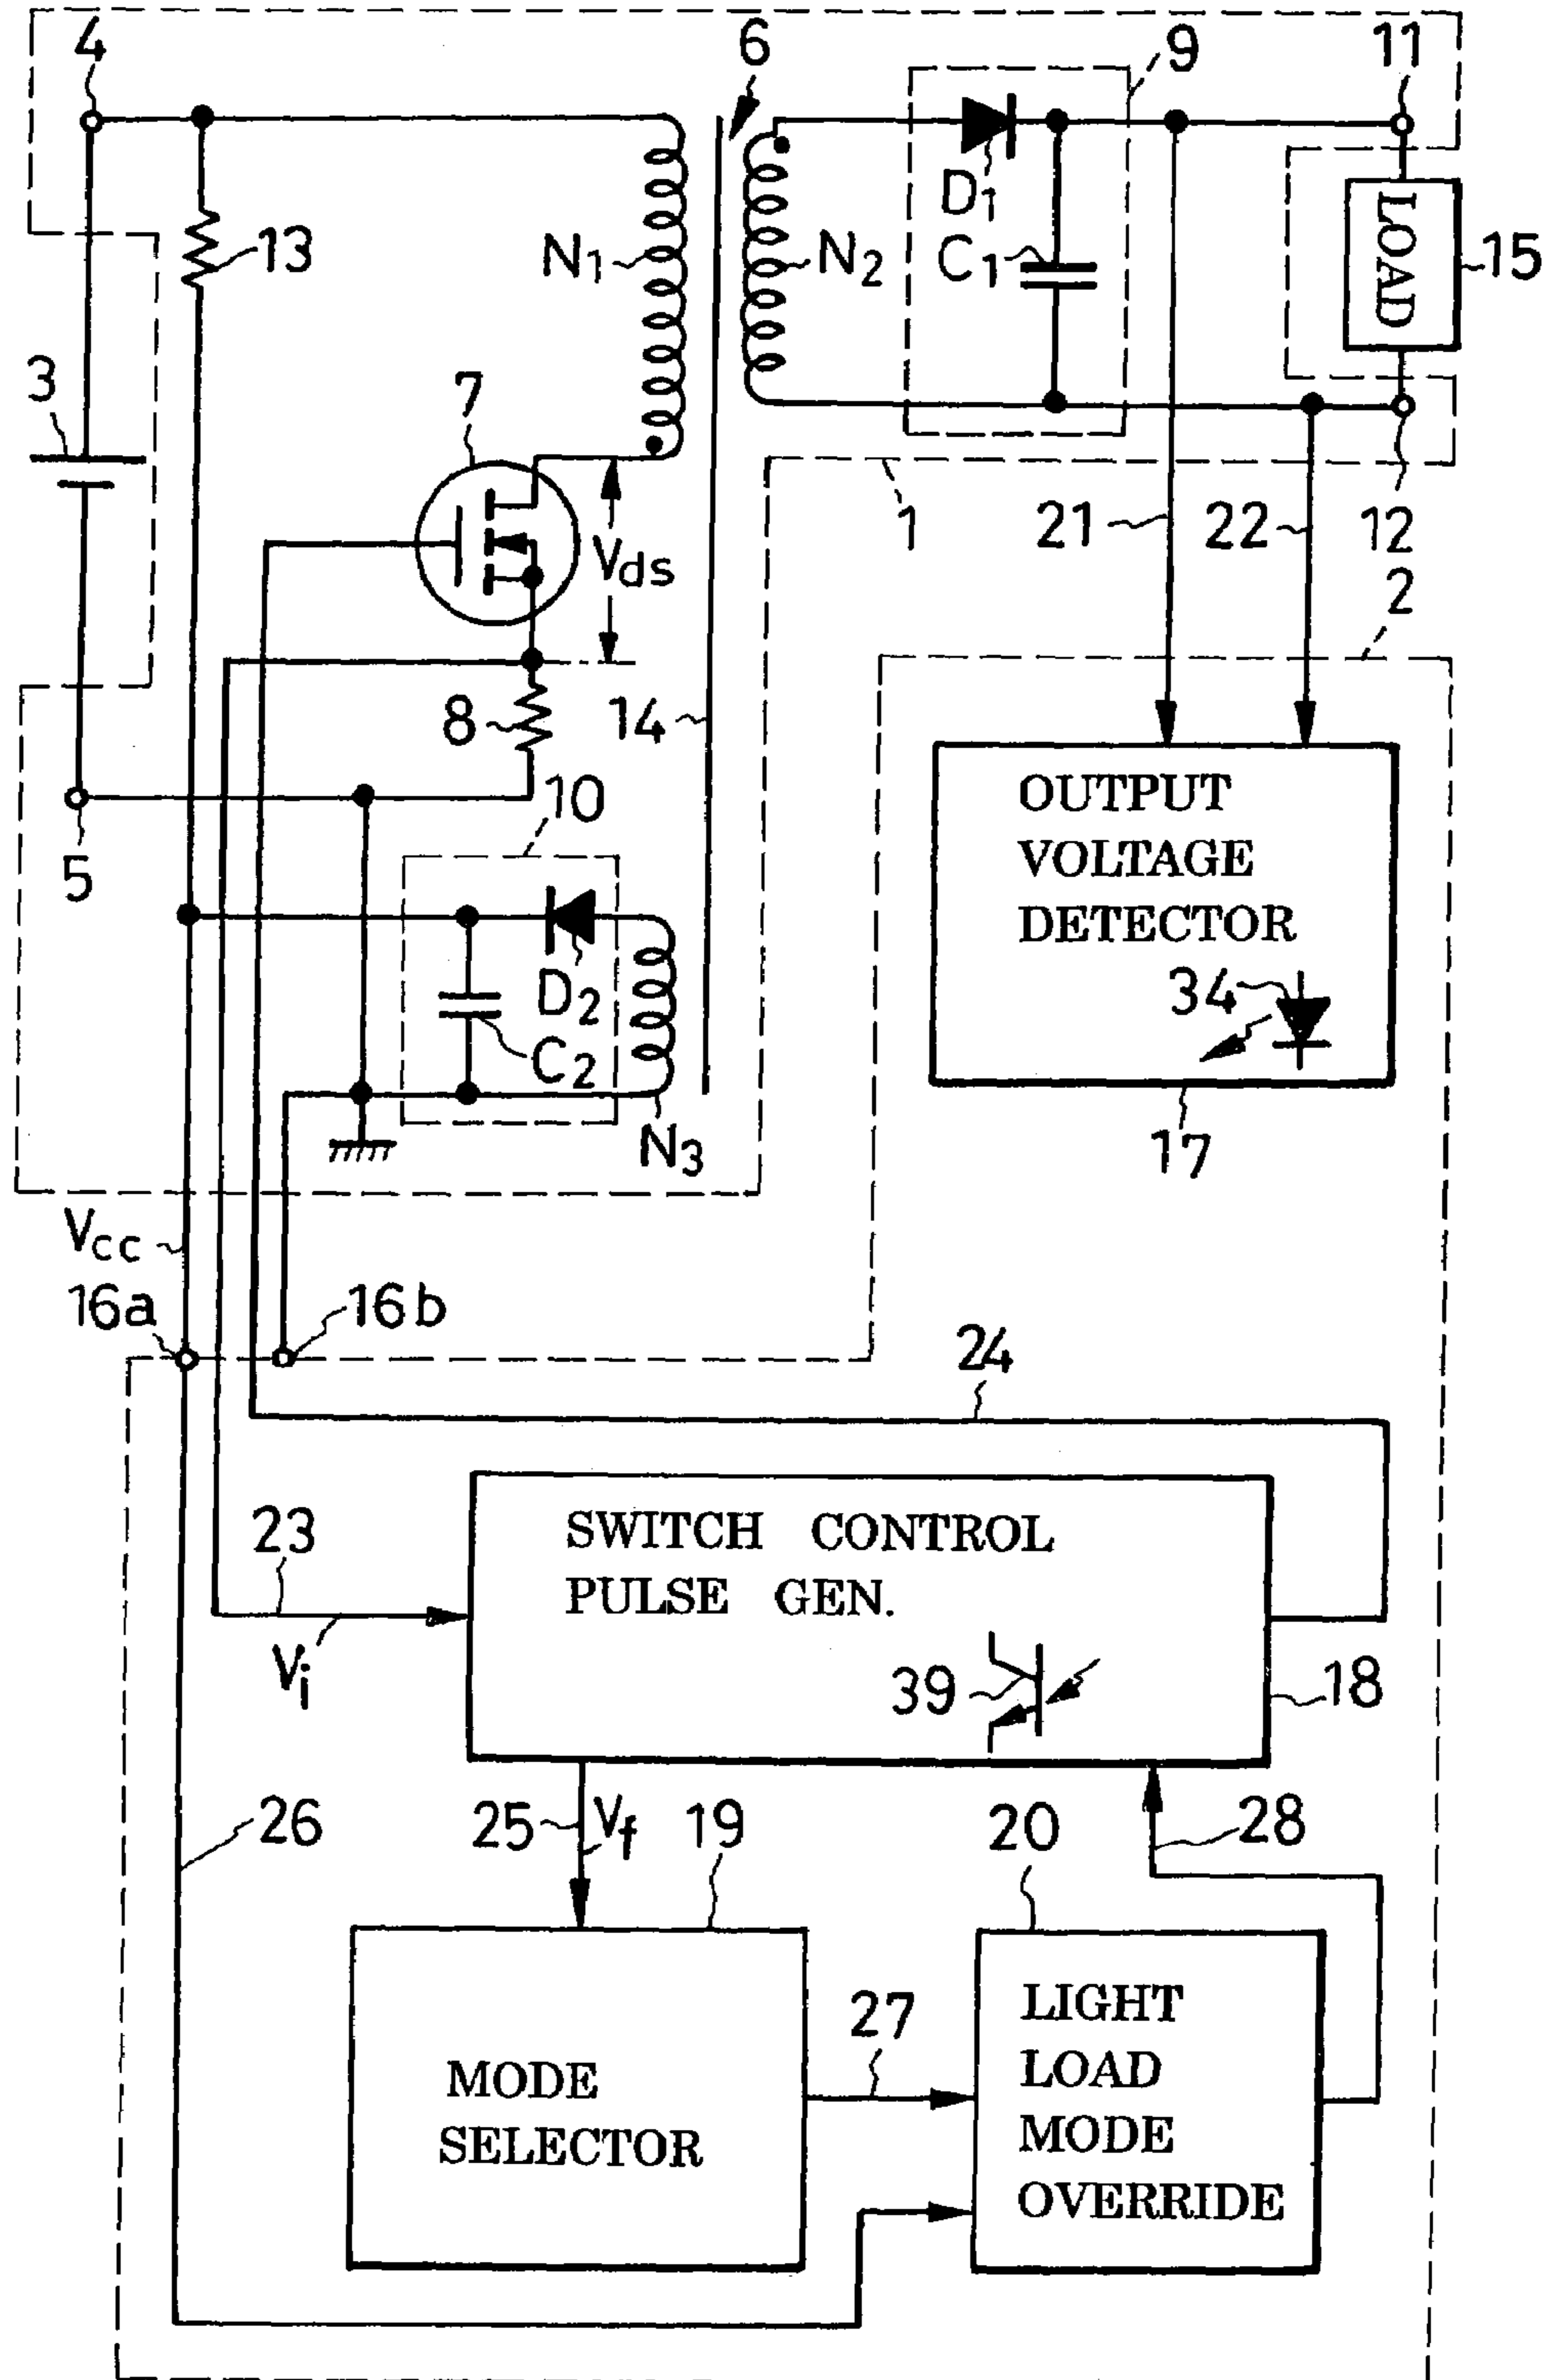 4
6
9
11
13
N1
N2
D1
C1
LOAD
15
3
7
Vds
1
21
22
12
2
8
14
10
5
OUTPUT
VOLTAGE
DETECTOR
D2
34
C2
N3
17
Vcc
16a
16b
24
23
SWITCH CONTROL
PULSE GEN.
Vi
39
18
25
Vf
19
20
28
26
27
LIGHT
LOAD
MODE
OVERRIDE
MODE
SELECTOR